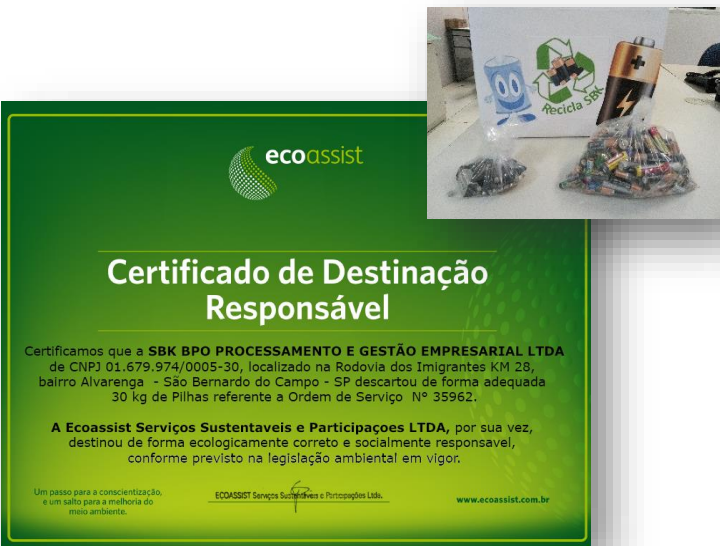 Recicla SBK
ecoassist
Certificado de Destinação
Responsável
Certificamos que a SBK BPO PROCESSAMENTO E GESTÃO EMPRESARIAL LTDA
de CNPJ 01.679.974/0005-30, localizado na Rodovia dos Imigrantes KM 28,
bairro Alvarenga - São Bernardo do Campo - SP descartou de forma adequada
30 kg de Pilhas referente a Ordem de Serviço N° 35962.
A Ecoassist Serviços Sustentaveis e Participaçoes LTDA, por sua vez,
destinou de forma ecologicamente correto e socialmente responsavel,
conforme previsto na legislação ambiental em vigor.
Um passo para a conscientização,
e um salto para a melhoria do
meio ambiente.
ECOASSIST Serviços Sustentáveis e Participações Ltda.
www.ecoassist.com.br